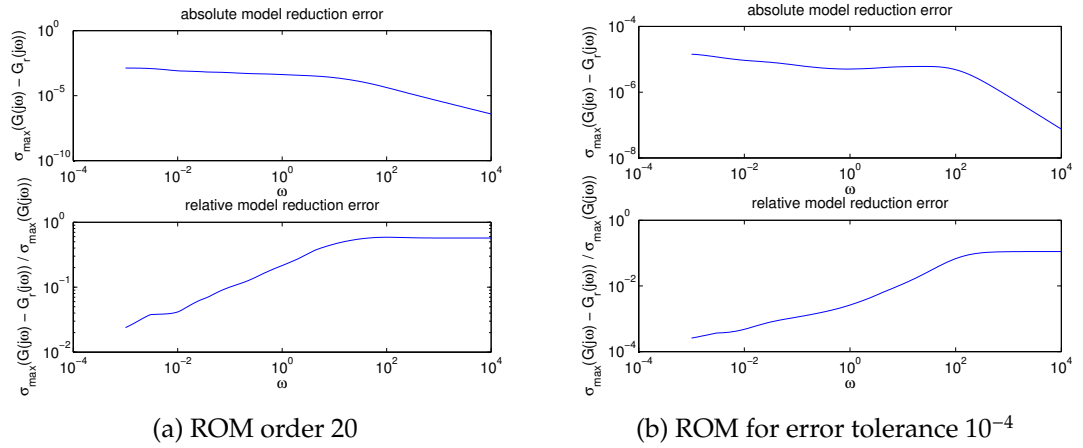 absolute model reduction error
σ_max(G(jω) − G_r(jω))
10^0
10^−5
10^−10
10^−4
10^−2
10^0
10^2
10^4
ω
relative model reduction error
σ_max(G(jω) − G_r(jω)) / σ_max(G(jω))
10^0
10^−1
10^−2
10^−4
10^−2
10^0
10^2
10^4
ω
(a) ROM order 20
absolute model reduction error
σ_max(G(jω) − G_r(jω))
10^−4
10^−6
10^−8
10^−4
10^−2
10^0
10^2
10^4
ω
relative model reduction error
σ_max(G(jω) − G_r(jω)) / σ_max(G(jω))
10^0
10^−2
10^−4
10^−4
10^−2
10^0
10^2
10^4
ω
(b) ROM for error tolerance 10^−4